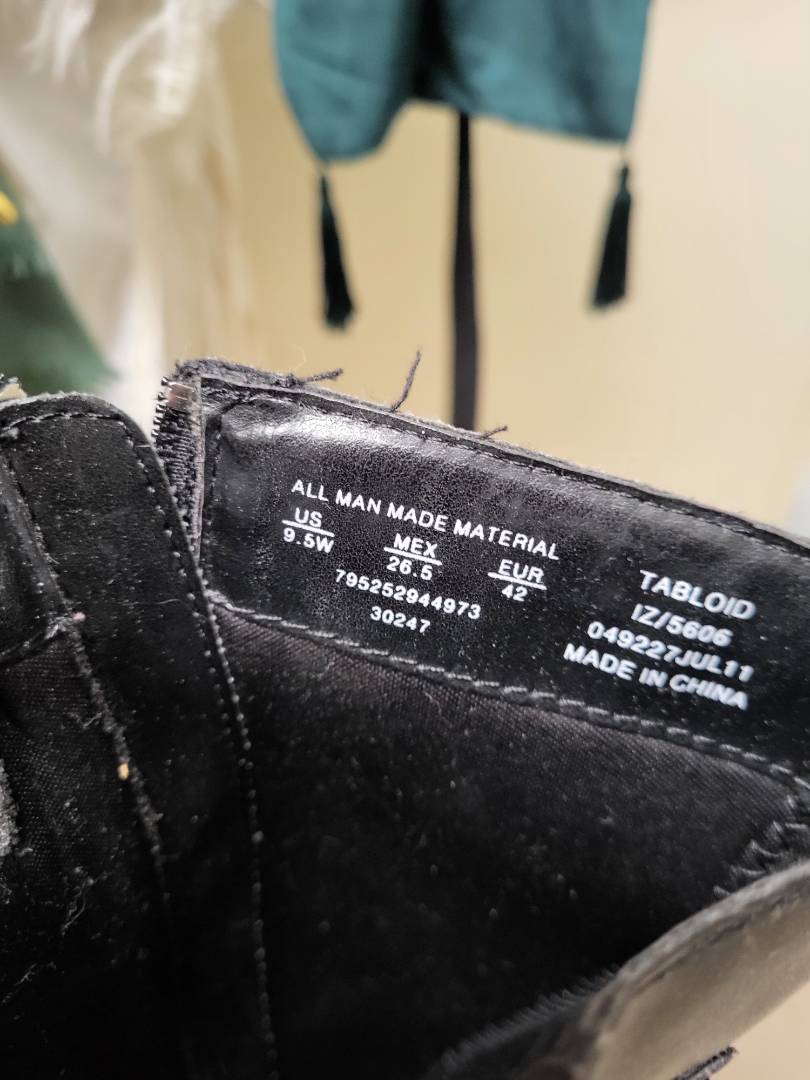 ALL MAN MADE MATERIAL
US MEX EUR
9.5W 26.5 42
795252944973
30247
TABLOID
IZ/5606
049227JUL11
MADE IN CHINA